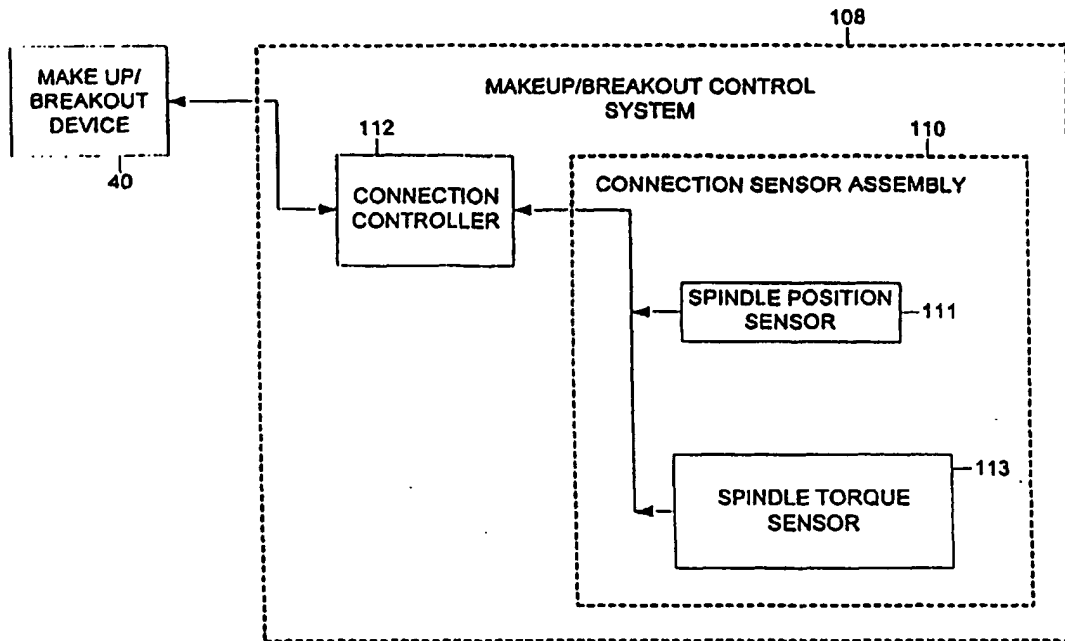 108
MAKE UP/
BREAKOUT
DEVICE
40
MAKEUP/BREAKOUT CONTROL
SYSTEM
112
CONNECTION
CONTROLLER
110
CONNECTION SENSOR ASSEMBLY
SPINDLE POSITION
SENSOR
111
113
SPINDLE TORQUE
SENSOR